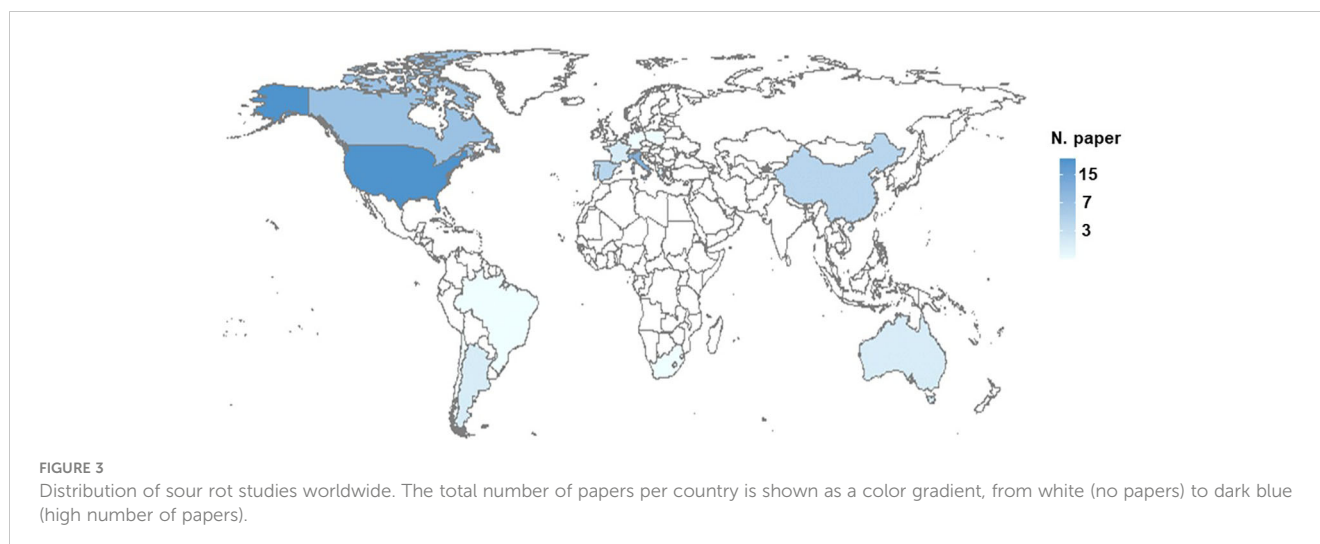 N. paper
15
7
3
FIGURE 3
Distribution of sour rot studies worldwide. The total number of papers per country is shown as a color gradient, from white (no papers) to dark blue
(high number of papers).